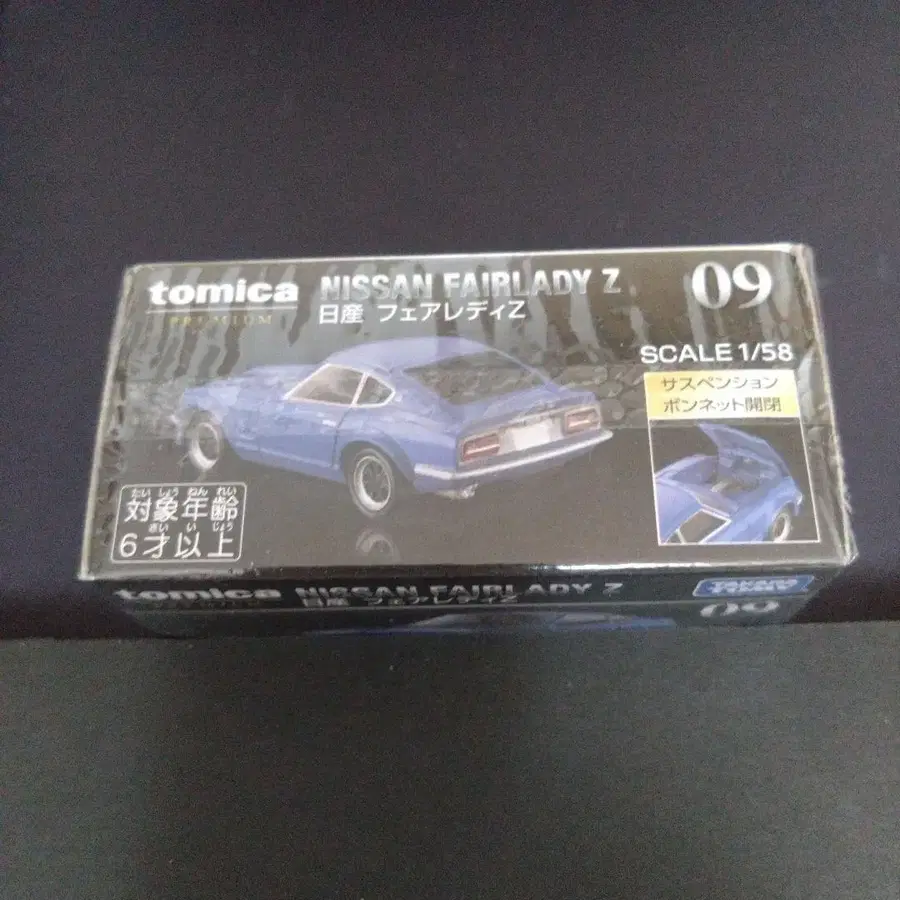 tomica
PREMIUM
NISSAN FAIRLADY Z
日産 フェアレディZ
09
SCALE 1/58
サスペンション
ボンネット開閉
たい しょう ねん れい
対象年齢
さい い じょう
6才以上
tomica
NISSAN FAIRLADY Z
日産 フェアレディZ
TAKARA
TOMY
09